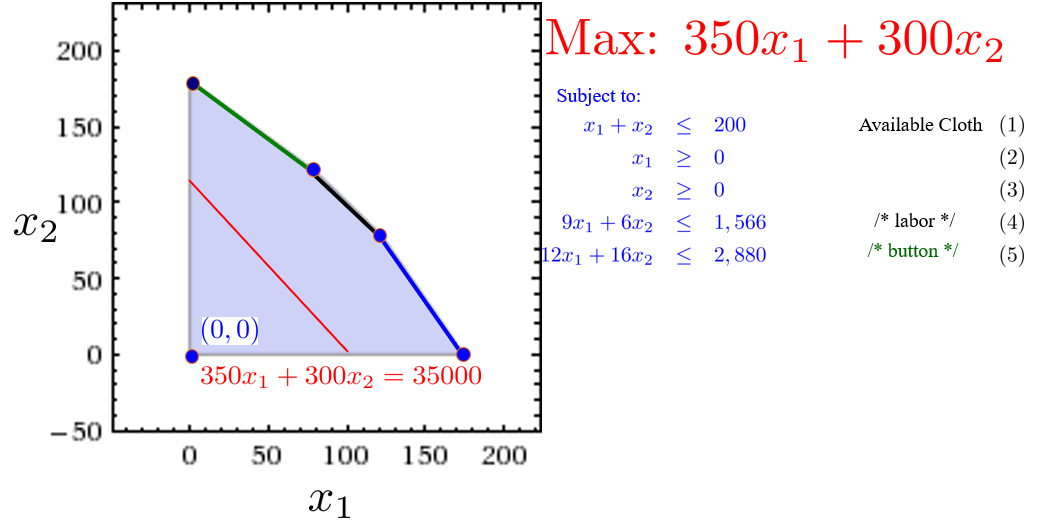 Max: 350x₁ + 300x₂
Subject to:
x₁ + x₂ ≤ 200 Available Cloth (1)
x₁ ≥ 0 (2)
x₂ ≥ 0 (3)
9x₁ + 6x₂ ≤ 1,566 /* labor */ (4)
12x₁ + 16x₂ ≤ 2,880 /* button */ (5)
200
150
100
50
0
−50
x₂
(0, 0)
350x₁ + 300x₂ = 35000
0 50 100 150 200
x₁